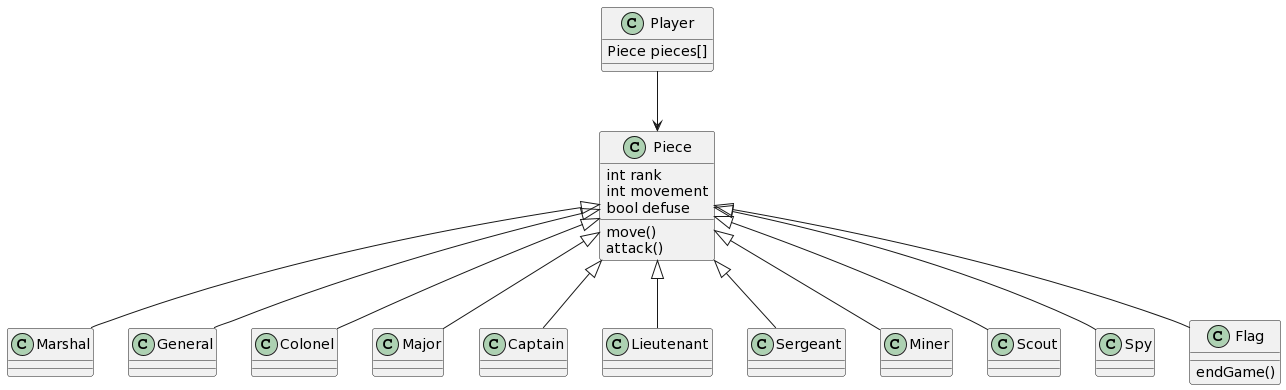 C Player
Piece pieces[]
C Piece
int rank
int movement
bool defuse
move()
attack()
C Marshal
C General
C Colonel
C Major
C Captain
C Lieutenant
C Sergeant
C Miner
C Scout
C Spy
C Flag
endGame()